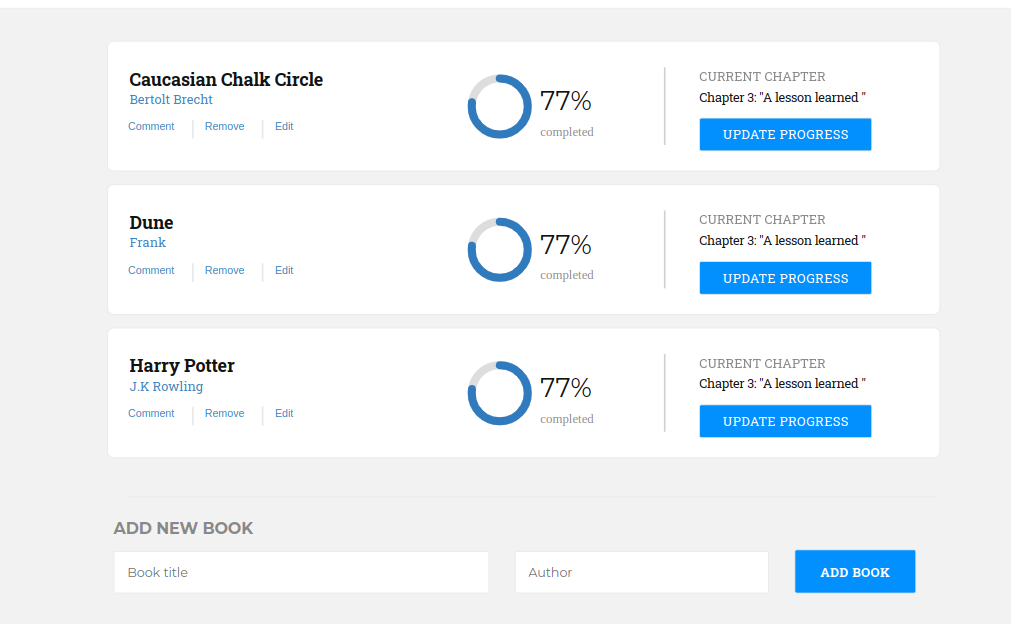 Caucasian Chalk Circle
Bertolt Brecht
Comment Remove Edit
77%
completed
CURRENT CHAPTER
Chapter 3: "A lesson learned "
UPDATE PROGRESS
Dune
Frank
Comment Remove Edit
77%
completed
CURRENT CHAPTER
Chapter 3: "A lesson learned "
UPDATE PROGRESS
Harry Potter
J.K Rowling
Comment Remove Edit
77%
completed
CURRENT CHAPTER
Chapter 3: "A lesson learned "
UPDATE PROGRESS
ADD NEW BOOK
Book title
Author
ADD BOOK